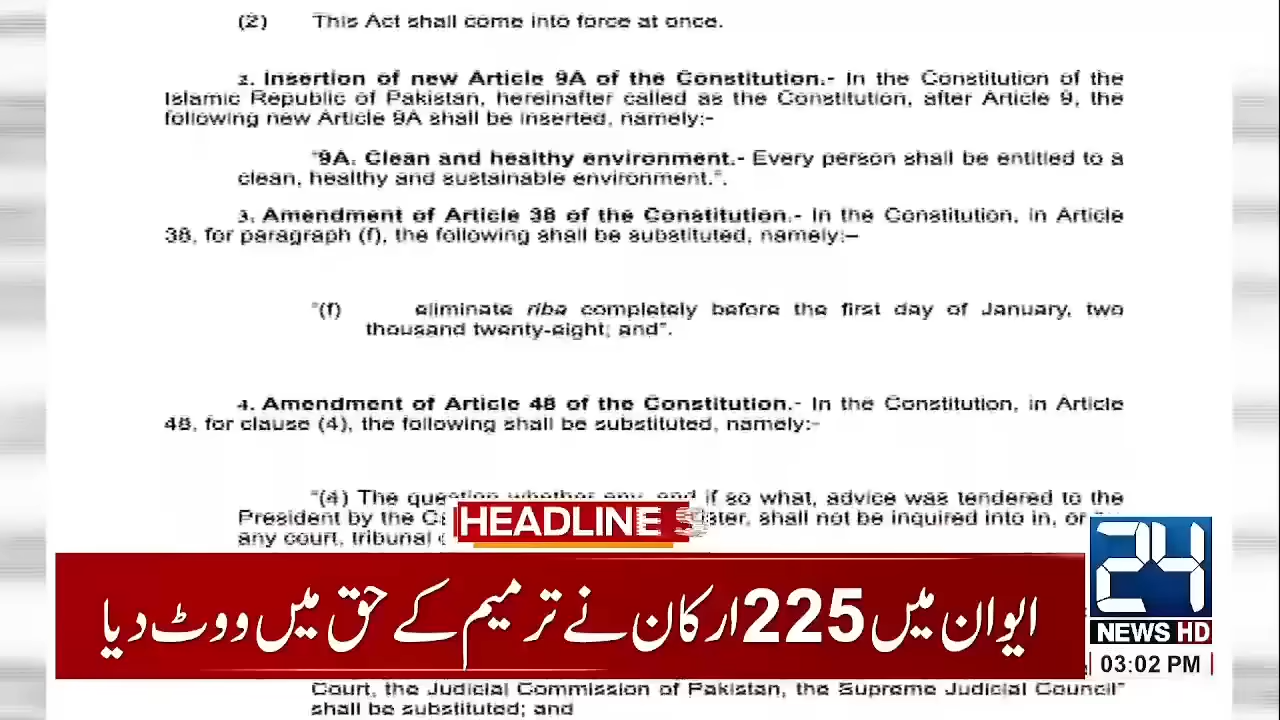 (2) This Act shall come into force at once.
2. Insertion of new Article 9A of the Constitution.- In the Constitution of the
Islamic Republic of Pakistan, hereinafter called as the Constitution, after Article 9, the
following new Article 9A shall be inserted, namely:-
"9A. Clean and healthy environment.- Every person shall be entitled to a
clean, healthy and sustainable environment.".
3. Amendment of Article 38 of the Constitution.- In the Constitution, in Article
38, for paragraph (f), the following shall be substituted, namely:–
"(f) eliminate riba completely before the first day of January, two
thousand twenty-eight; and".
4. Amendment of Article 48 of the Constitution.- In the Constitution, in Article
48, for clause (4), the following shall be substituted, namely:-
"(4) The question whether any, and if so what, advice was tendered to the
President by the shall not be inquired into in, or
any court, tribunal
HEADLINE
ایوان میں 225 ارکان نے ترمیم کے حق میں ووٹ دیا
24
NEWS HD
03:02 PM
Court, the Judicial Commission of Pakistan, the Supreme Judicial Council"
shall be substituted; and